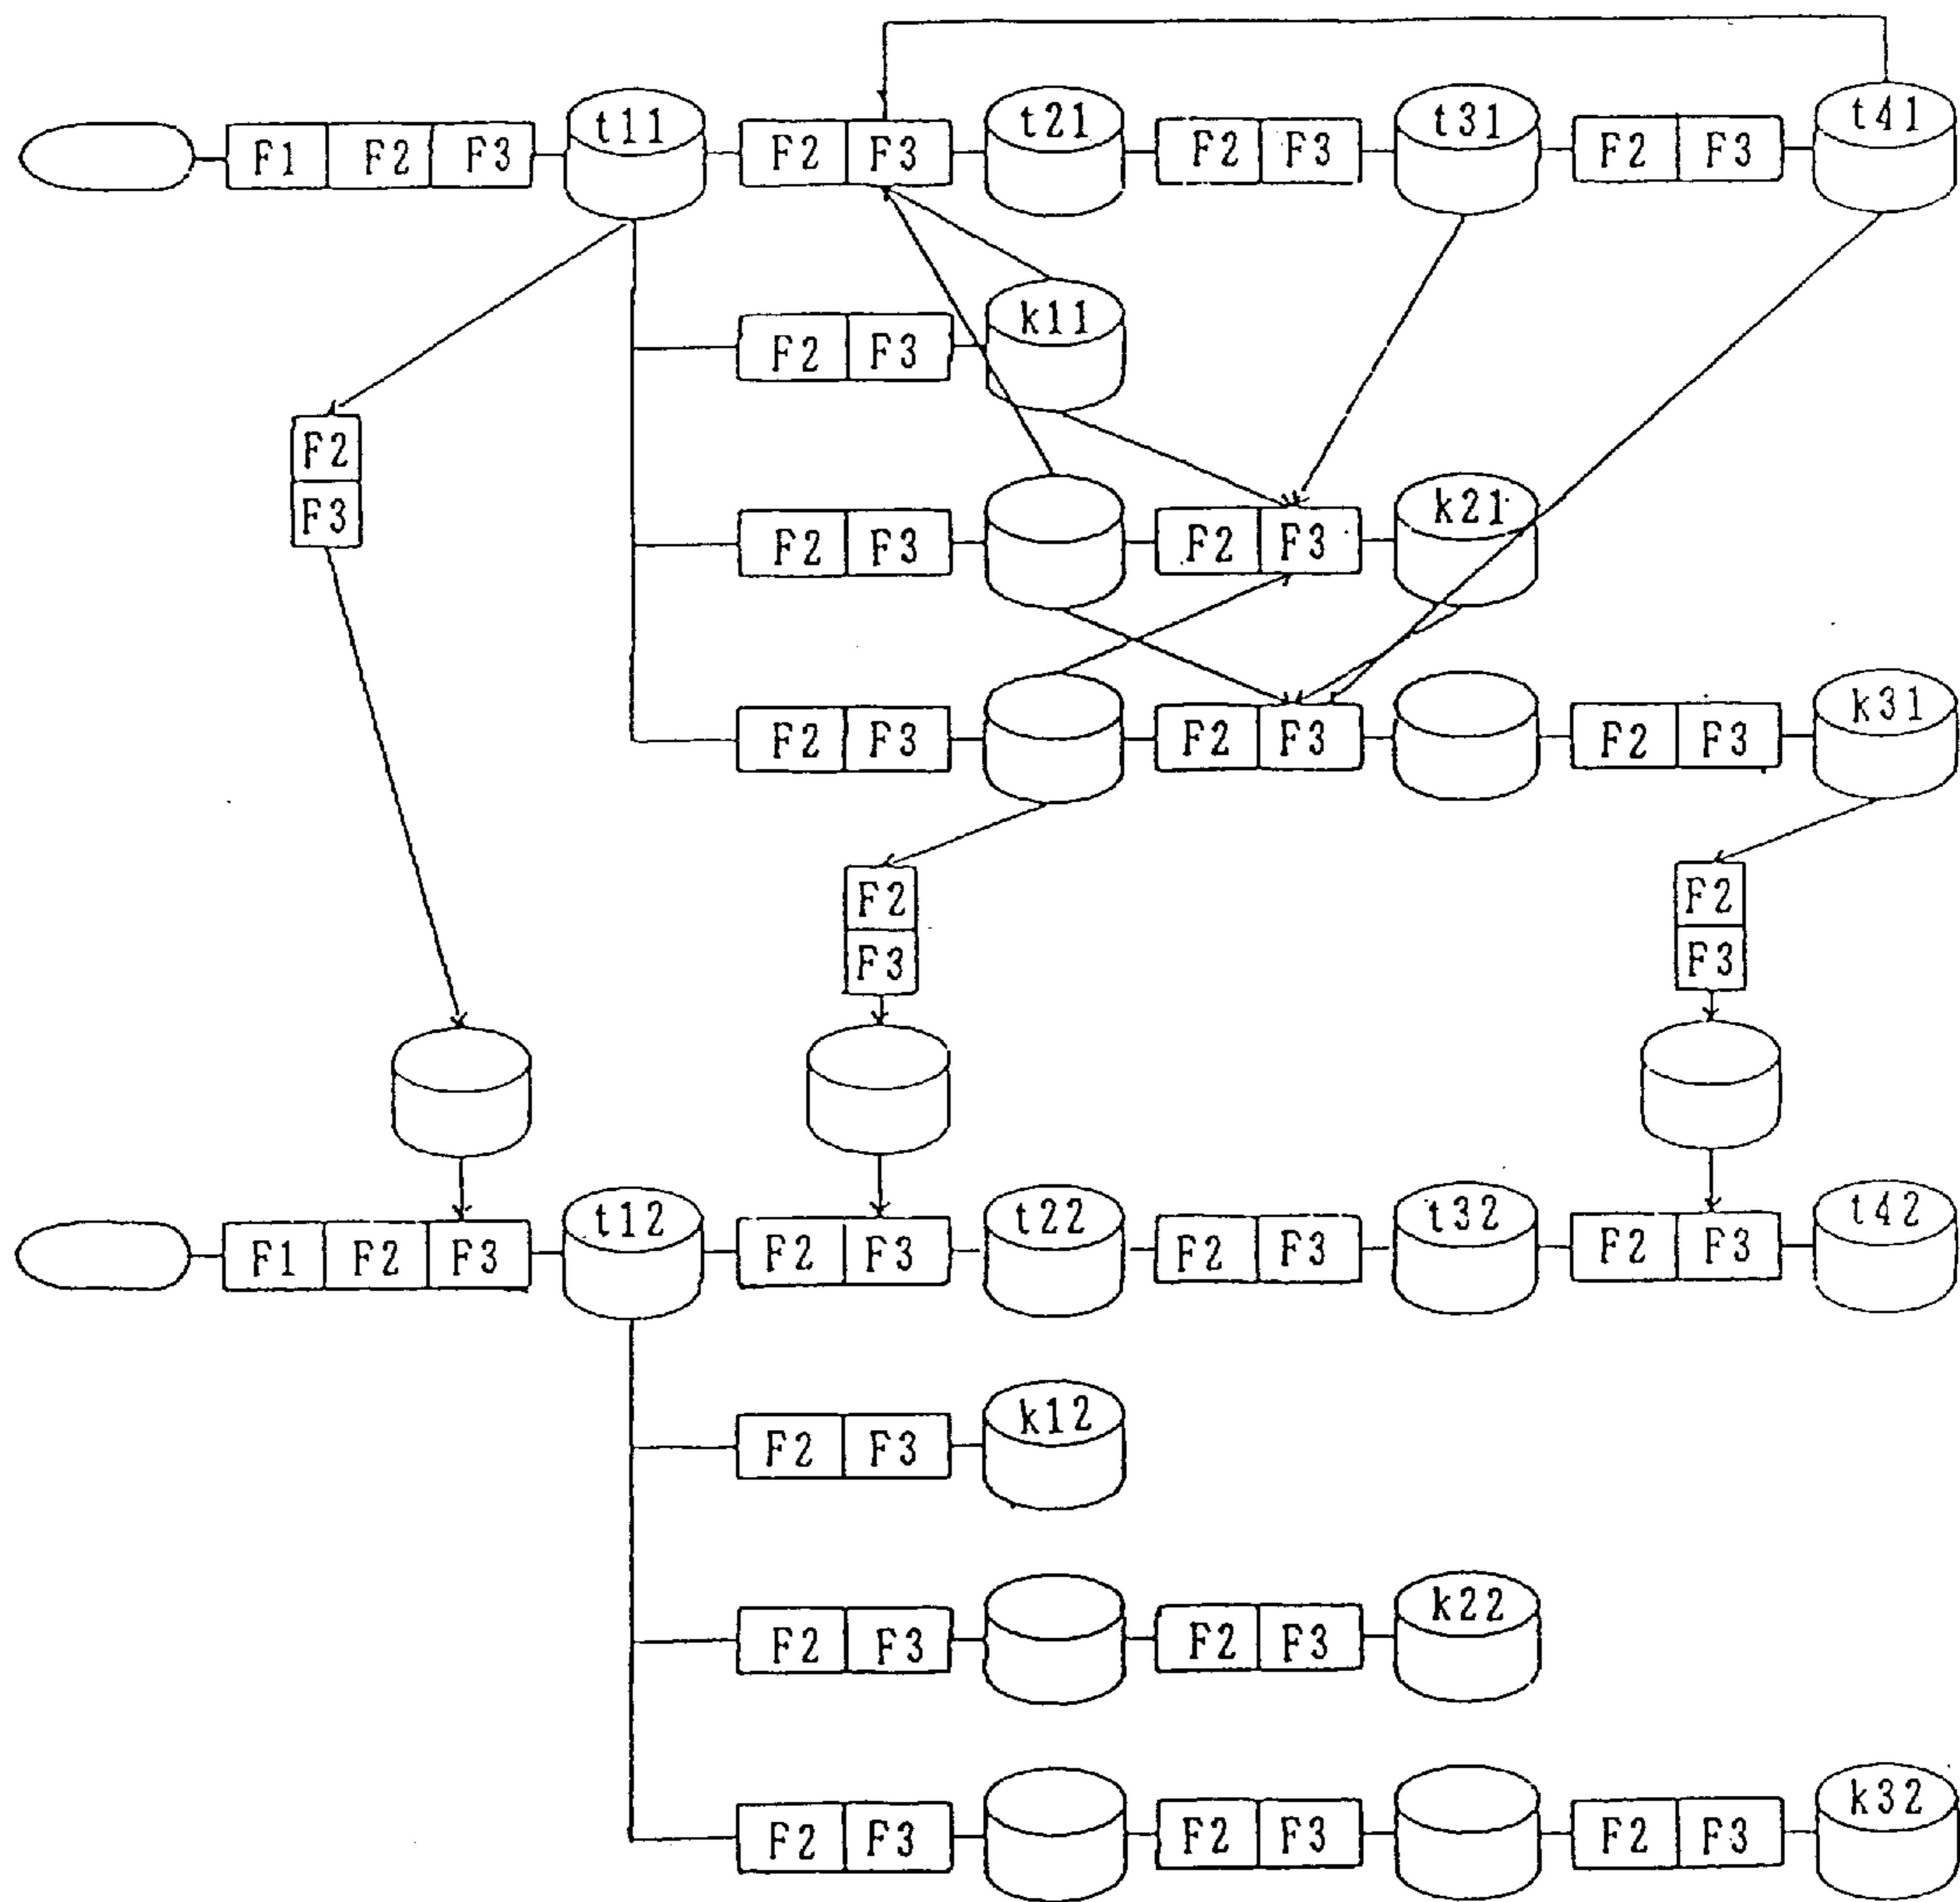 t11 t21 t31 t41
F1 F2 F3 F2 F3 F2 F3 F2 F3
k11
F2 F3
F2
F3
k21
F2 F3 F2 F3
k31
F2 F3 F2 F3 F2 F3
F2 F2
F3 F3
t12 t22 t32 t42
F1 F2 F3 F2 F3 F2 F3 F2 F3
k12
F2 F3
k22
F2 F3 F2 F3
k32
F2 F3 F2 F3 F2 F3